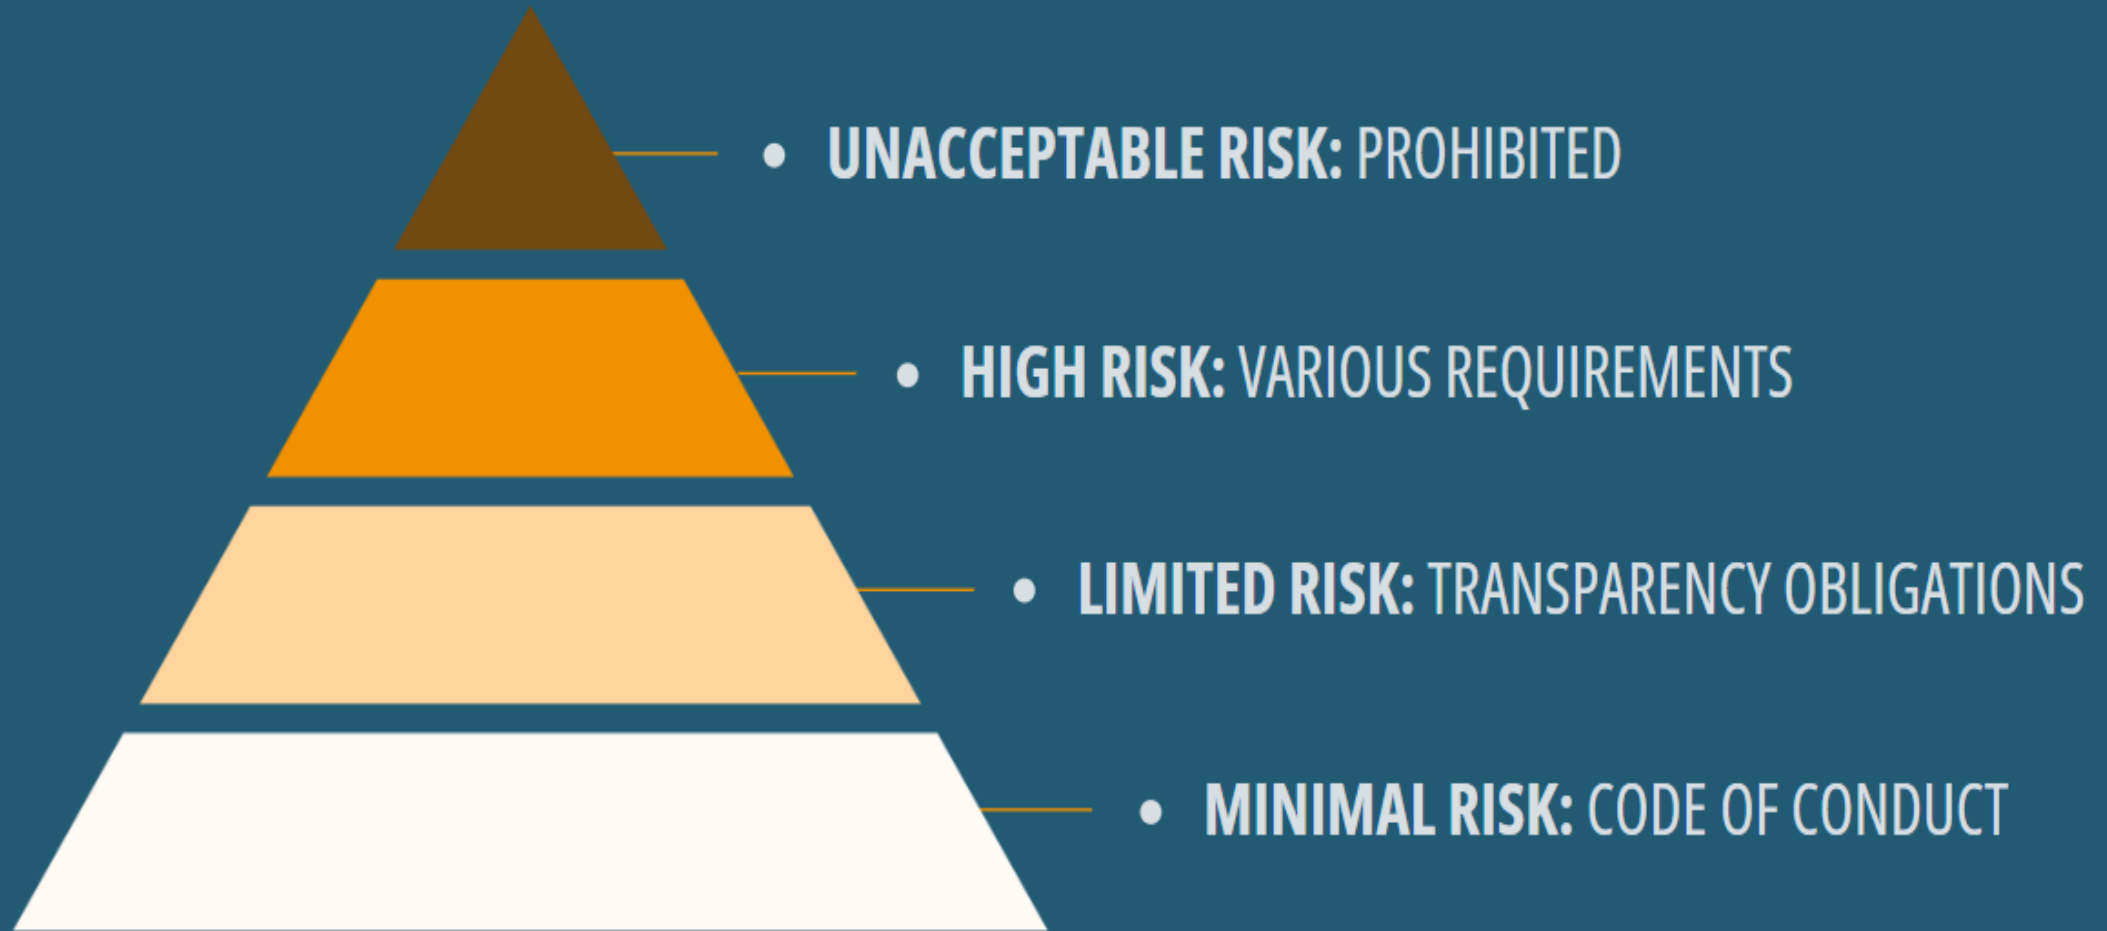 • UNACCEPTABLE RISK: PROHIBITED
• HIGH RISK: VARIOUS REQUIREMENTS
• LIMITED RISK: TRANSPARENCY OBLIGATIONS
• MINIMAL RISK: CODE OF CONDUCT